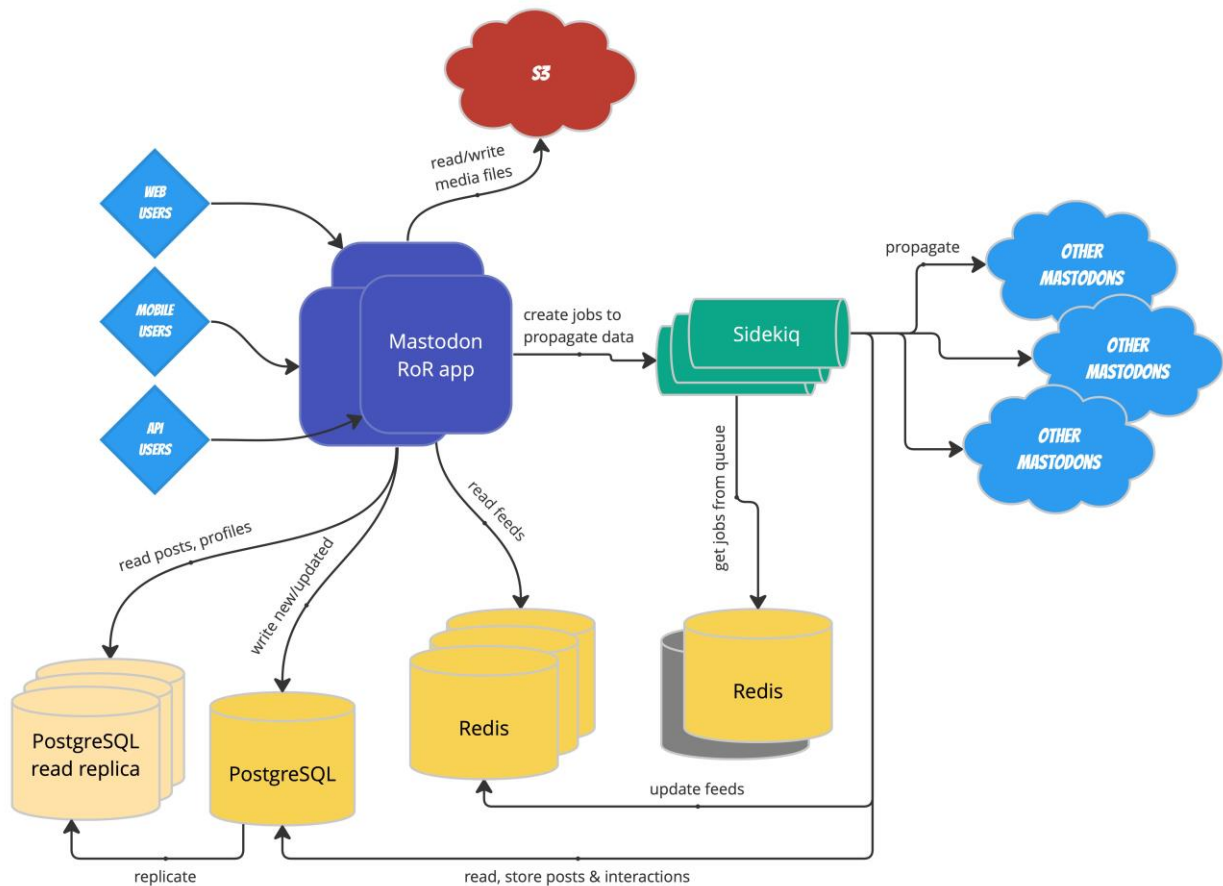 S3
read/write
media files
WEB
USERS
MOBILE
USERS
API
USERS
Mastodon
RoR app
create jobs to
propagate data
Sidekiq
propagate
OTHER
MASTODONS
OTHER
MASTODONS
OTHER
MASTODONS
read posts, profiles
write new/updated
read feeds
get jobs from queue
PostgreSQL
read replica
PostgreSQL
Redis
Redis
update feeds
replicate
read, store posts & interactions